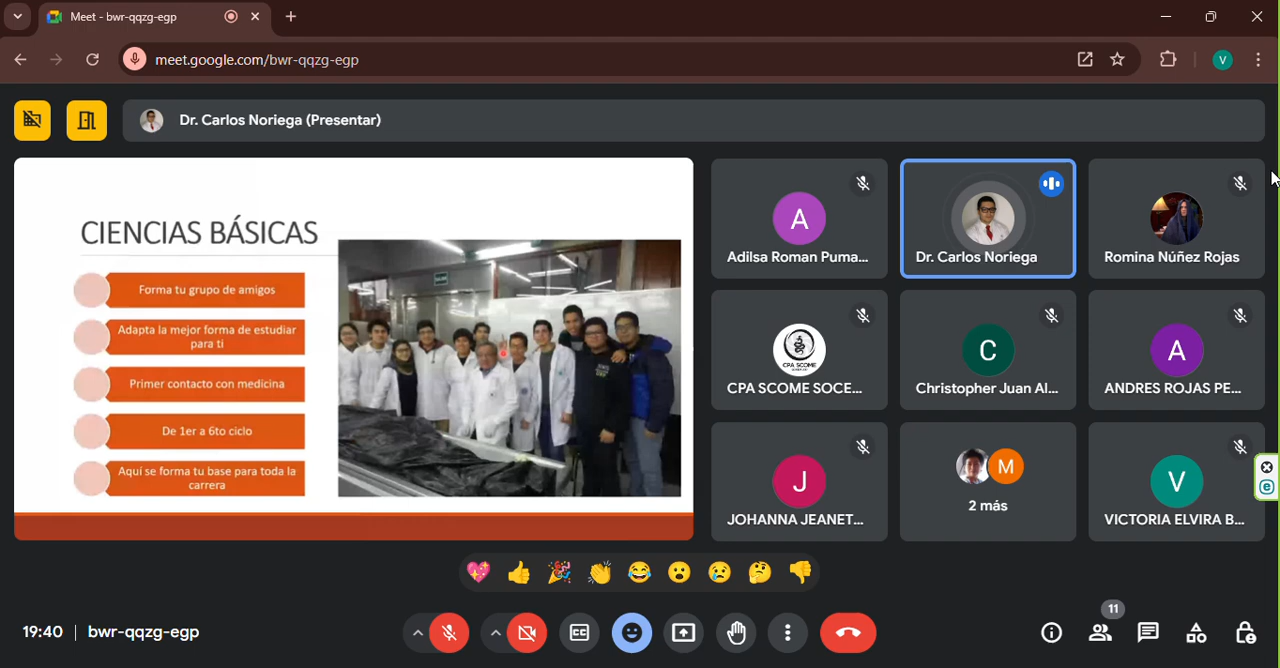 Meet - bwr-qqzg-egp
meet.google.com/bwr-qqzg-egp
V
Dr. Carlos Noriega (Presentar)
CIENCIAS BÁSICAS
Forma tu grupo de amigos
Adapta la mejor forma de estudiar
para ti
Primer contacto con medicina
De 1er a 6to ciclo
Aquí se forma tu base para toda la
carrera
A
Adilsa Roman Puma...
Dr. Carlos Noriega
Romina Núñez Rojas
CPA SCOME
CPA SCOME SOCE...
C
Christopher Juan Al...
A
ANDRES ROJAS PE...
J
JOHANNA JEANET...
M
2 más
V
VICTORIA ELVIRA B...
e
19:40 | bwr-qqzg-egp
CC
11